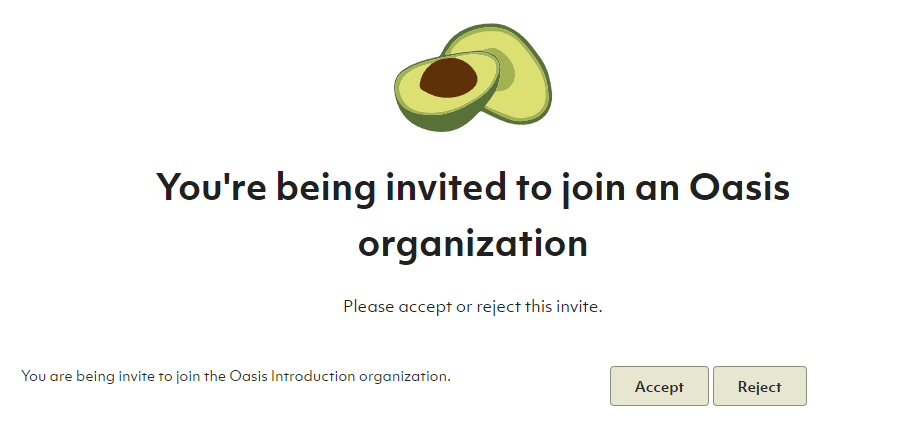 You're being invited to join an Oasis
organization
Please accept or reject this invite.
You are being invite to join the Oasis Introduction organization.
Accept
Reject